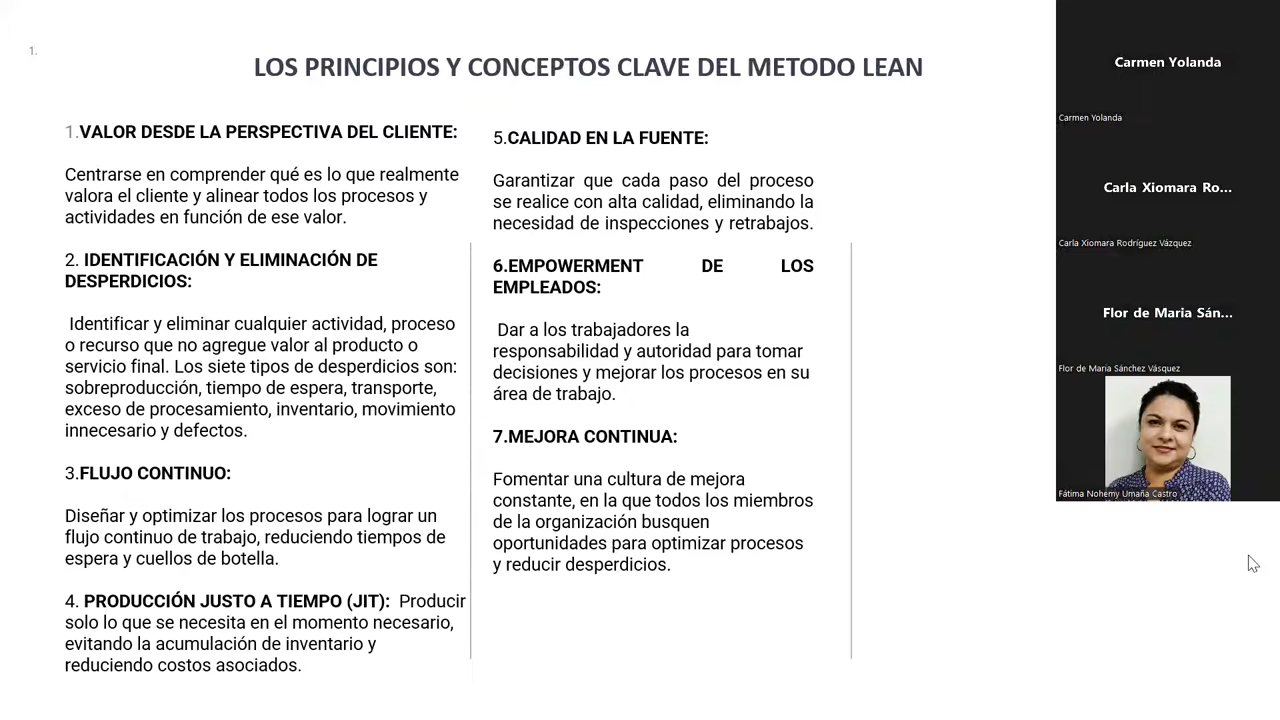 1.
LOS PRINCIPIOS Y CONCEPTOS CLAVE DEL METODO LEAN
1.VALOR DESDE LA PERSPECTIVA DEL CLIENTE:
Centrarse en comprender qué es lo que realmente
valora el cliente y alinear todos los procesos y
actividades en función de ese valor.
2. IDENTIFICACIÓN Y ELIMINACIÓN DE
DESPERDICIOS:
Identificar y eliminar cualquier actividad, proceso
o recurso que no agregue valor al producto o
servicio final. Los siete tipos de desperdicios son:
sobreproducción, tiempo de espera, transporte,
exceso de procesamiento, inventario, movimiento
innecesario y defectos.
3.FLUJO CONTINUO:
Diseñar y optimizar los procesos para lograr un
flujo continuo de trabajo, reduciendo tiempos de
espera y cuellos de botella.
4. PRODUCCIÓN JUSTO A TIEMPO (JIT): Producir
solo lo que se necesita en el momento necesario,
evitando la acumulación de inventario y
reduciendo costos asociados.
5.CALIDAD EN LA FUENTE:
Garantizar que cada paso del proceso
se realice con alta calidad, eliminando la
necesidad de inspecciones y retrabajos.
6.EMPOWERMENT DE LOS
EMPLEADOS:
Dar a los trabajadores la
responsabilidad y autoridad para tomar
decisiones y mejorar los procesos en su
área de trabajo.
7.MEJORA CONTINUA:
Fomentar una cultura de mejora
constante, en la que todos los miembros
de la organización busquen
oportunidades para optimizar procesos
y reducir desperdicios.
Carmen Yolanda
Carmen Yolanda
Carla Xiomara Ro...
Carla Xiomara Rodríguez Vázquez
Flor de Maria Sán...
Flor de Maria Sánchez Vásquez
Fátima Nohemy Umaña Castro